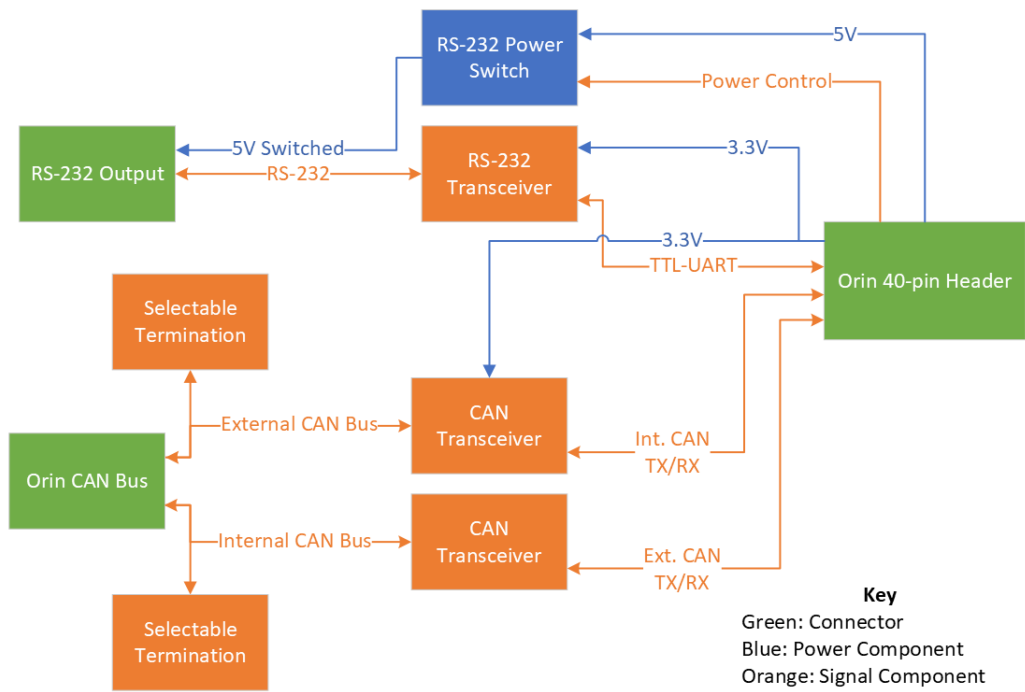 RS-232 Power
Switch
5V
Power Control
5V Switched
RS-232
RS-232 Output
RS-232
Transceiver
3.3V
3.3V
TTL-UART
Orin 40-pin Header
Selectable
Termination
External CAN Bus
CAN
Transceiver
Int. CAN
TX/RX
Orin CAN Bus
Internal CAN Bus
CAN
Transceiver
Ext. CAN
TX/RX
Selectable
Termination
Key
Green: Connector
Blue: Power Component
Orange: Signal Component